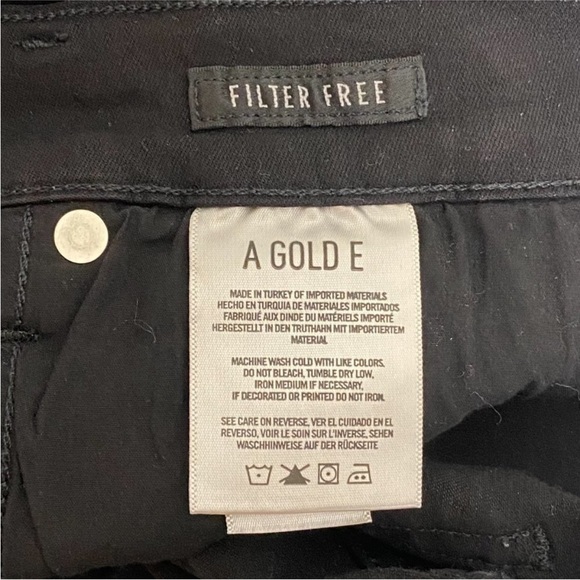 FILTER FREE
A GOLD E
MADE IN TURKEY OF IMPORTED MATERIALS
HECHO EN TURQUIA DE MATERIALES IMPORTADOS
FABRIQUÉ AUX DINDE DU MATÉRIELS IMPORTÉ
HERGESTELLT IN DEN TRUTHAHN MIT IMPORTIERTEM
MATERIAL
MACHINE WASH COLD WITH LIKE COLORS.
DO NOT BLEACH, TUMBLE DRY LOW,
IRON MEDIUM IF NECESSARY,
IF DECORATED OR PRINTED DO NOT IRON.
SEE CARE ON REVERSE, VER EL CUIDADO EN EL
REVERSO, VOIR LE SOIN SUR L'INVERSE, SEHEN
WASCHHINWEISE AUF DER RÜCKSEITE